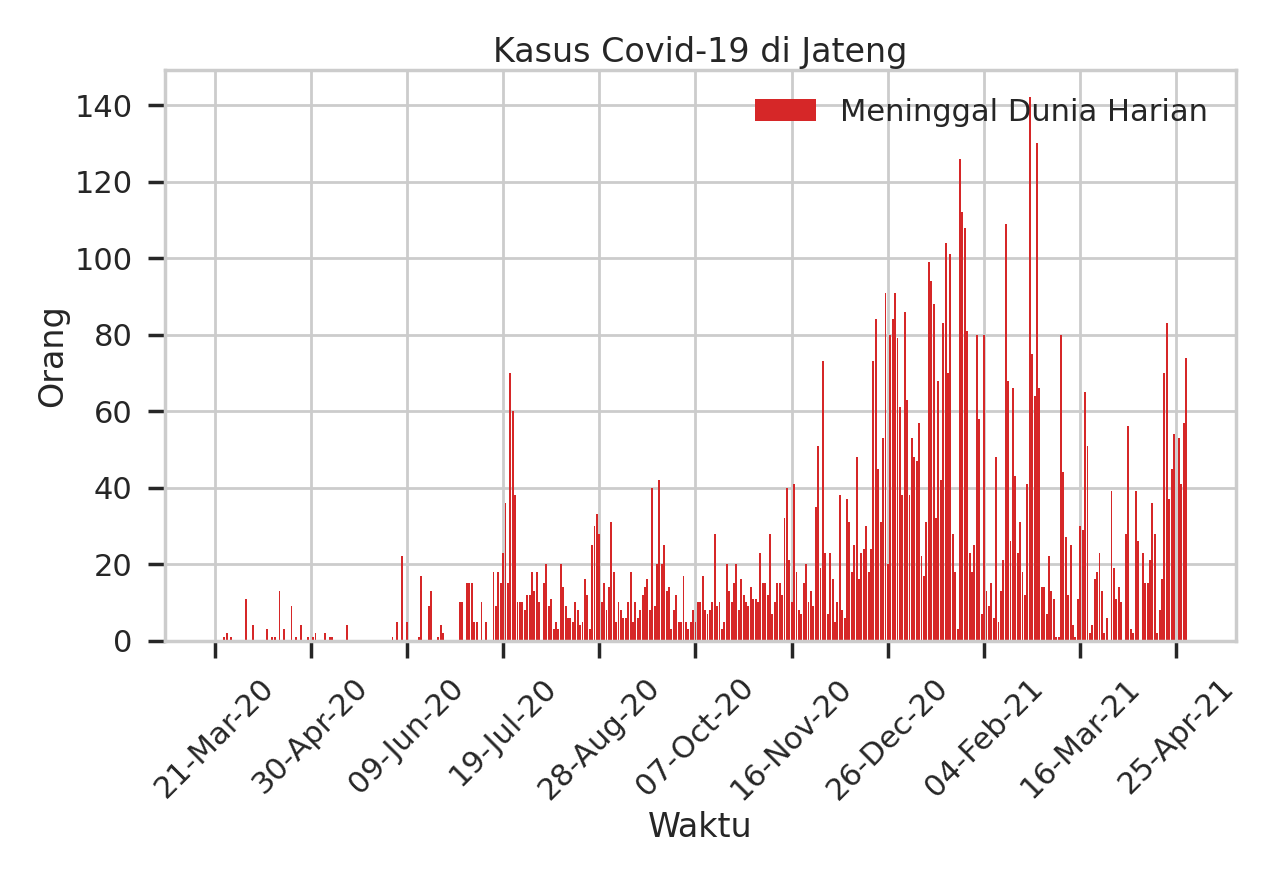 Kasus Covid-19 di Jateng
Meninggal Dunia Harian
Orang
140
120
100
80
60
40
20
0
21-Mar-20
30-Apr-20
09-Jun-20
19-Jul-20
28-Aug-20
07-Oct-20
16-Nov-20
26-Dec-20
04-Feb-21
16-Mar-21
25-Apr-21
Waktu